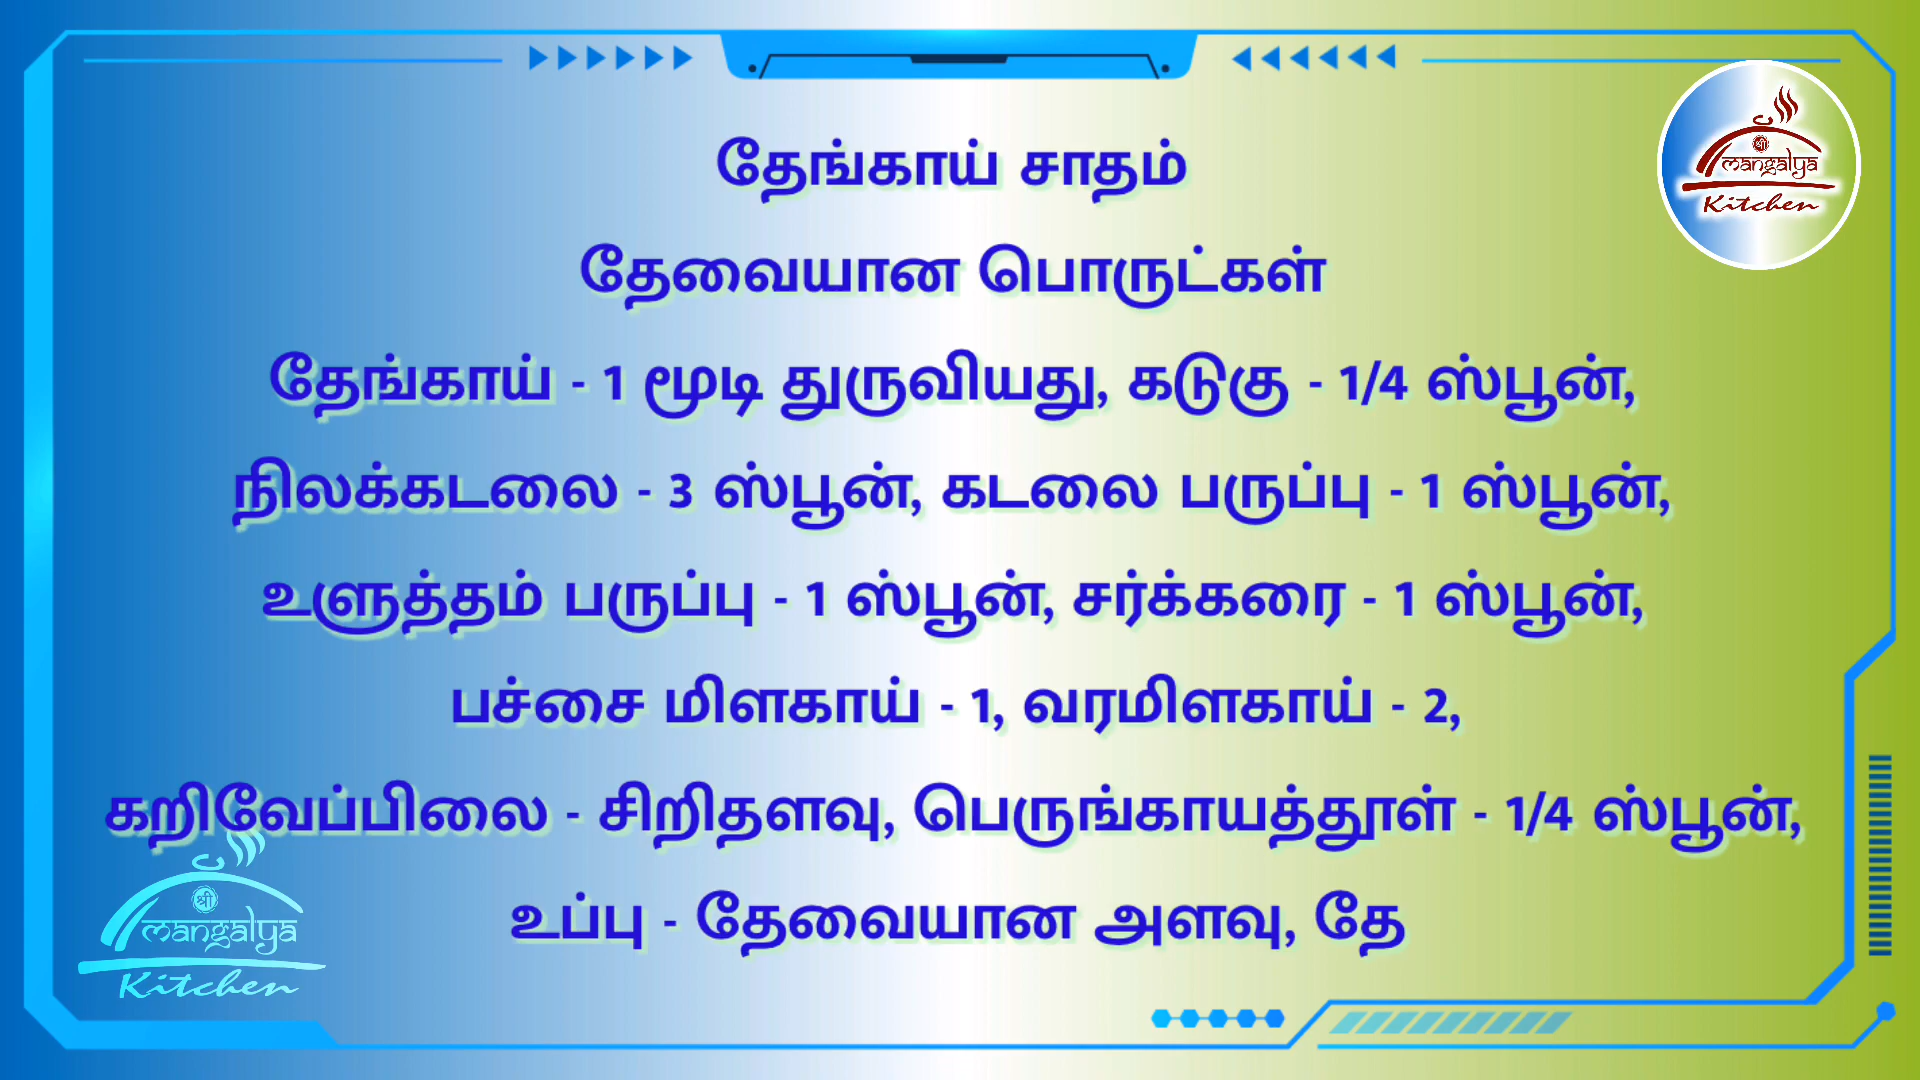 தேங்காய் சாதம்
தேவையான பொருட்கள்
தேங்காய் - 1 மூடி துருவியது, கடுகு - 1/4 ஸ்பூன்,
நிலக்கடலை - 3 ஸ்பூன், கடலை பருப்பு - 1 ஸ்பூன்,
உளுத்தம் பருப்பு - 1 ஸ்பூன், சர்க்கரை - 1 ஸ்பூன்,
பச்சை மிளகாய் - 1, வரமிளகாய் - 2,
கறிவேப்பிலை - சிறிதளவு, பெருங்காயத்தூள் - 1/4 ஸ்பூன்,
உப்பு - தேவையான அளவு, தே
श्री
mangalya
Kitchen
श्री
mangalya
Kitchen